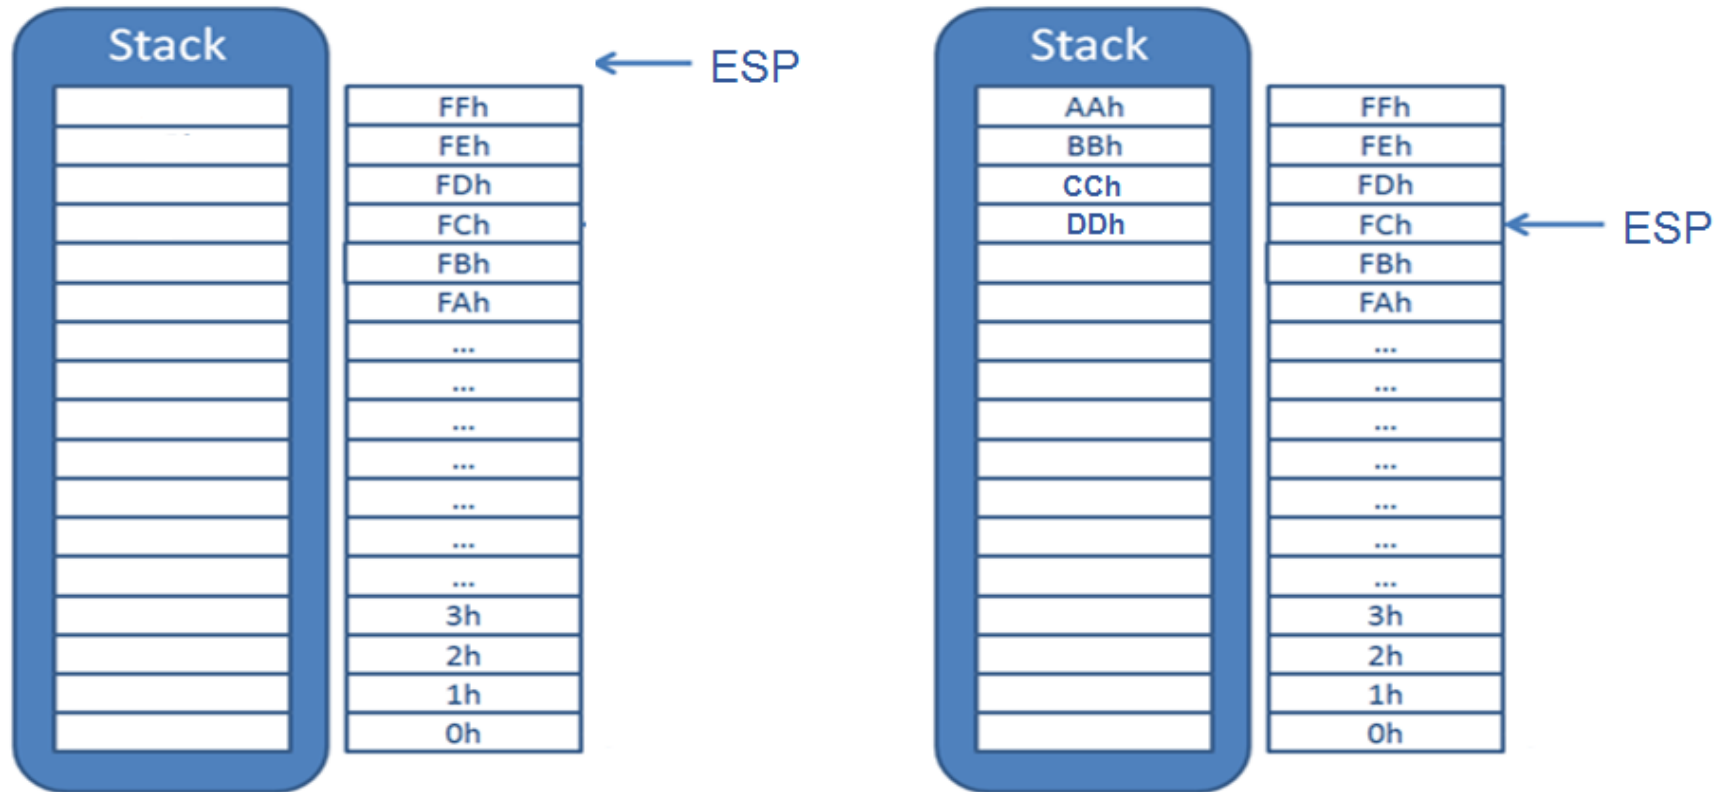 Stack
ESP
FFh
FEh
FDh
FCh
FBh
FAh
...
...
...
...
...
...
...
3h
2h
1h
0h
Stack
AAh FFh
BBh FEh
CCh FDh
DDh FCh ESP
FBh
FAh
...
...
...
...
...
...
...
3h
2h
1h
0h